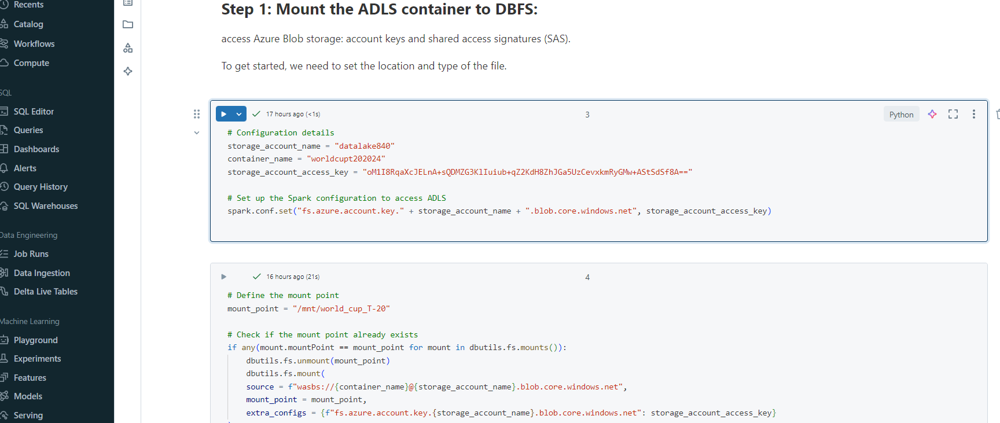 Recents
Catalog
Workflows
Compute
SQL
SQL Editor
Queries
Dashboards
Alerts
Query History
SQL Warehouses
Data Engineering
Job Runs
Data Ingestion
Delta Live Tables
Machine Learning
Playground
Experiments
Features
Models
Serving
Step 1: Mount the ADLS container to DBFS:
access Azure Blob storage: account keys and shared access signatures (SAS).
To get started, we need to set the location and type of the file.
17 hours ago (<1s)
3
Python
# Configuration details
storage_account_name = "datalake840"
container_name = "worldcupt202024"
storage_account_access_key = "oM1I8RqaXcJELnA+sQDMZG3KlIuiub+qZ2KdH8ZhJGa5UzCevxkmRyGMw+AStSdSf8A=="
# Set up the Spark configuration to access ADLS
spark.conf.set("fs.azure.account.key." + storage_account_name + ".blob.core.windows.net", storage_account_access_key)
16 hours ago (21s)
4
# Define the mount point
mount_point = "/mnt/world_cup_T-20"
# Check if the mount point already exists
if any(mount.mountPoint == mount_point for mount in dbutils.fs.mounts()):
dbutils.fs.unmount(mount_point)
dbutils.fs.mount(
source = f"wasbs://{container_name}@{storage_account_name}.blob.core.windows.net",
mount_point = mount_point,
extra_configs = {f"fs.azure.account.key.{storage_account_name}.blob.core.windows.net": storage_account_access_key}